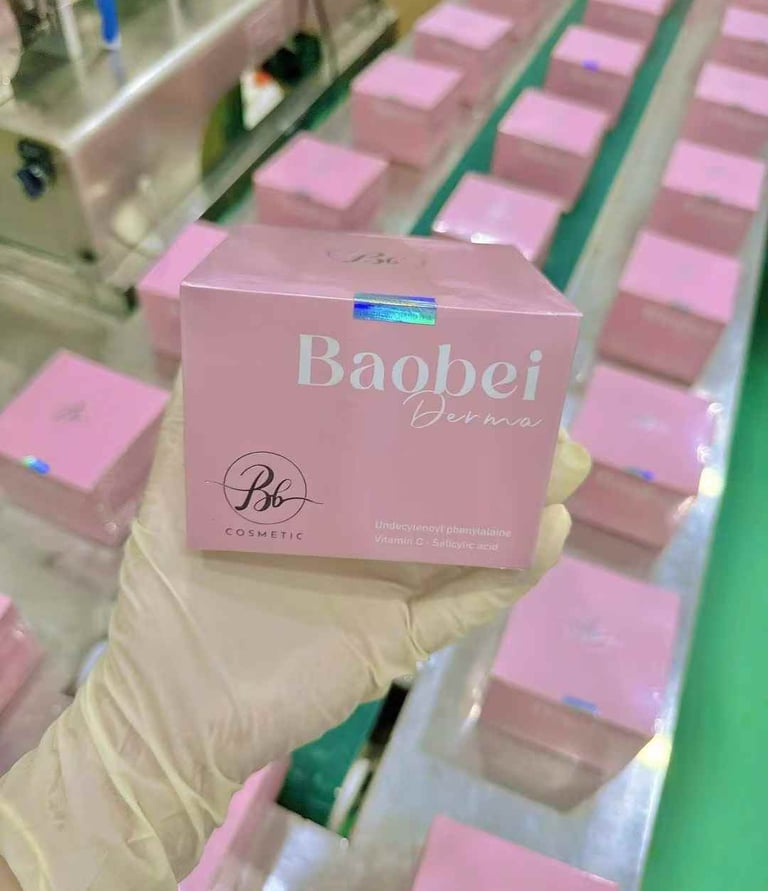 Bb
Baobei
Derma
Bb
COSMETIC
Undecylenoyl phenylalaine
Vitamin C - Salicylic acid